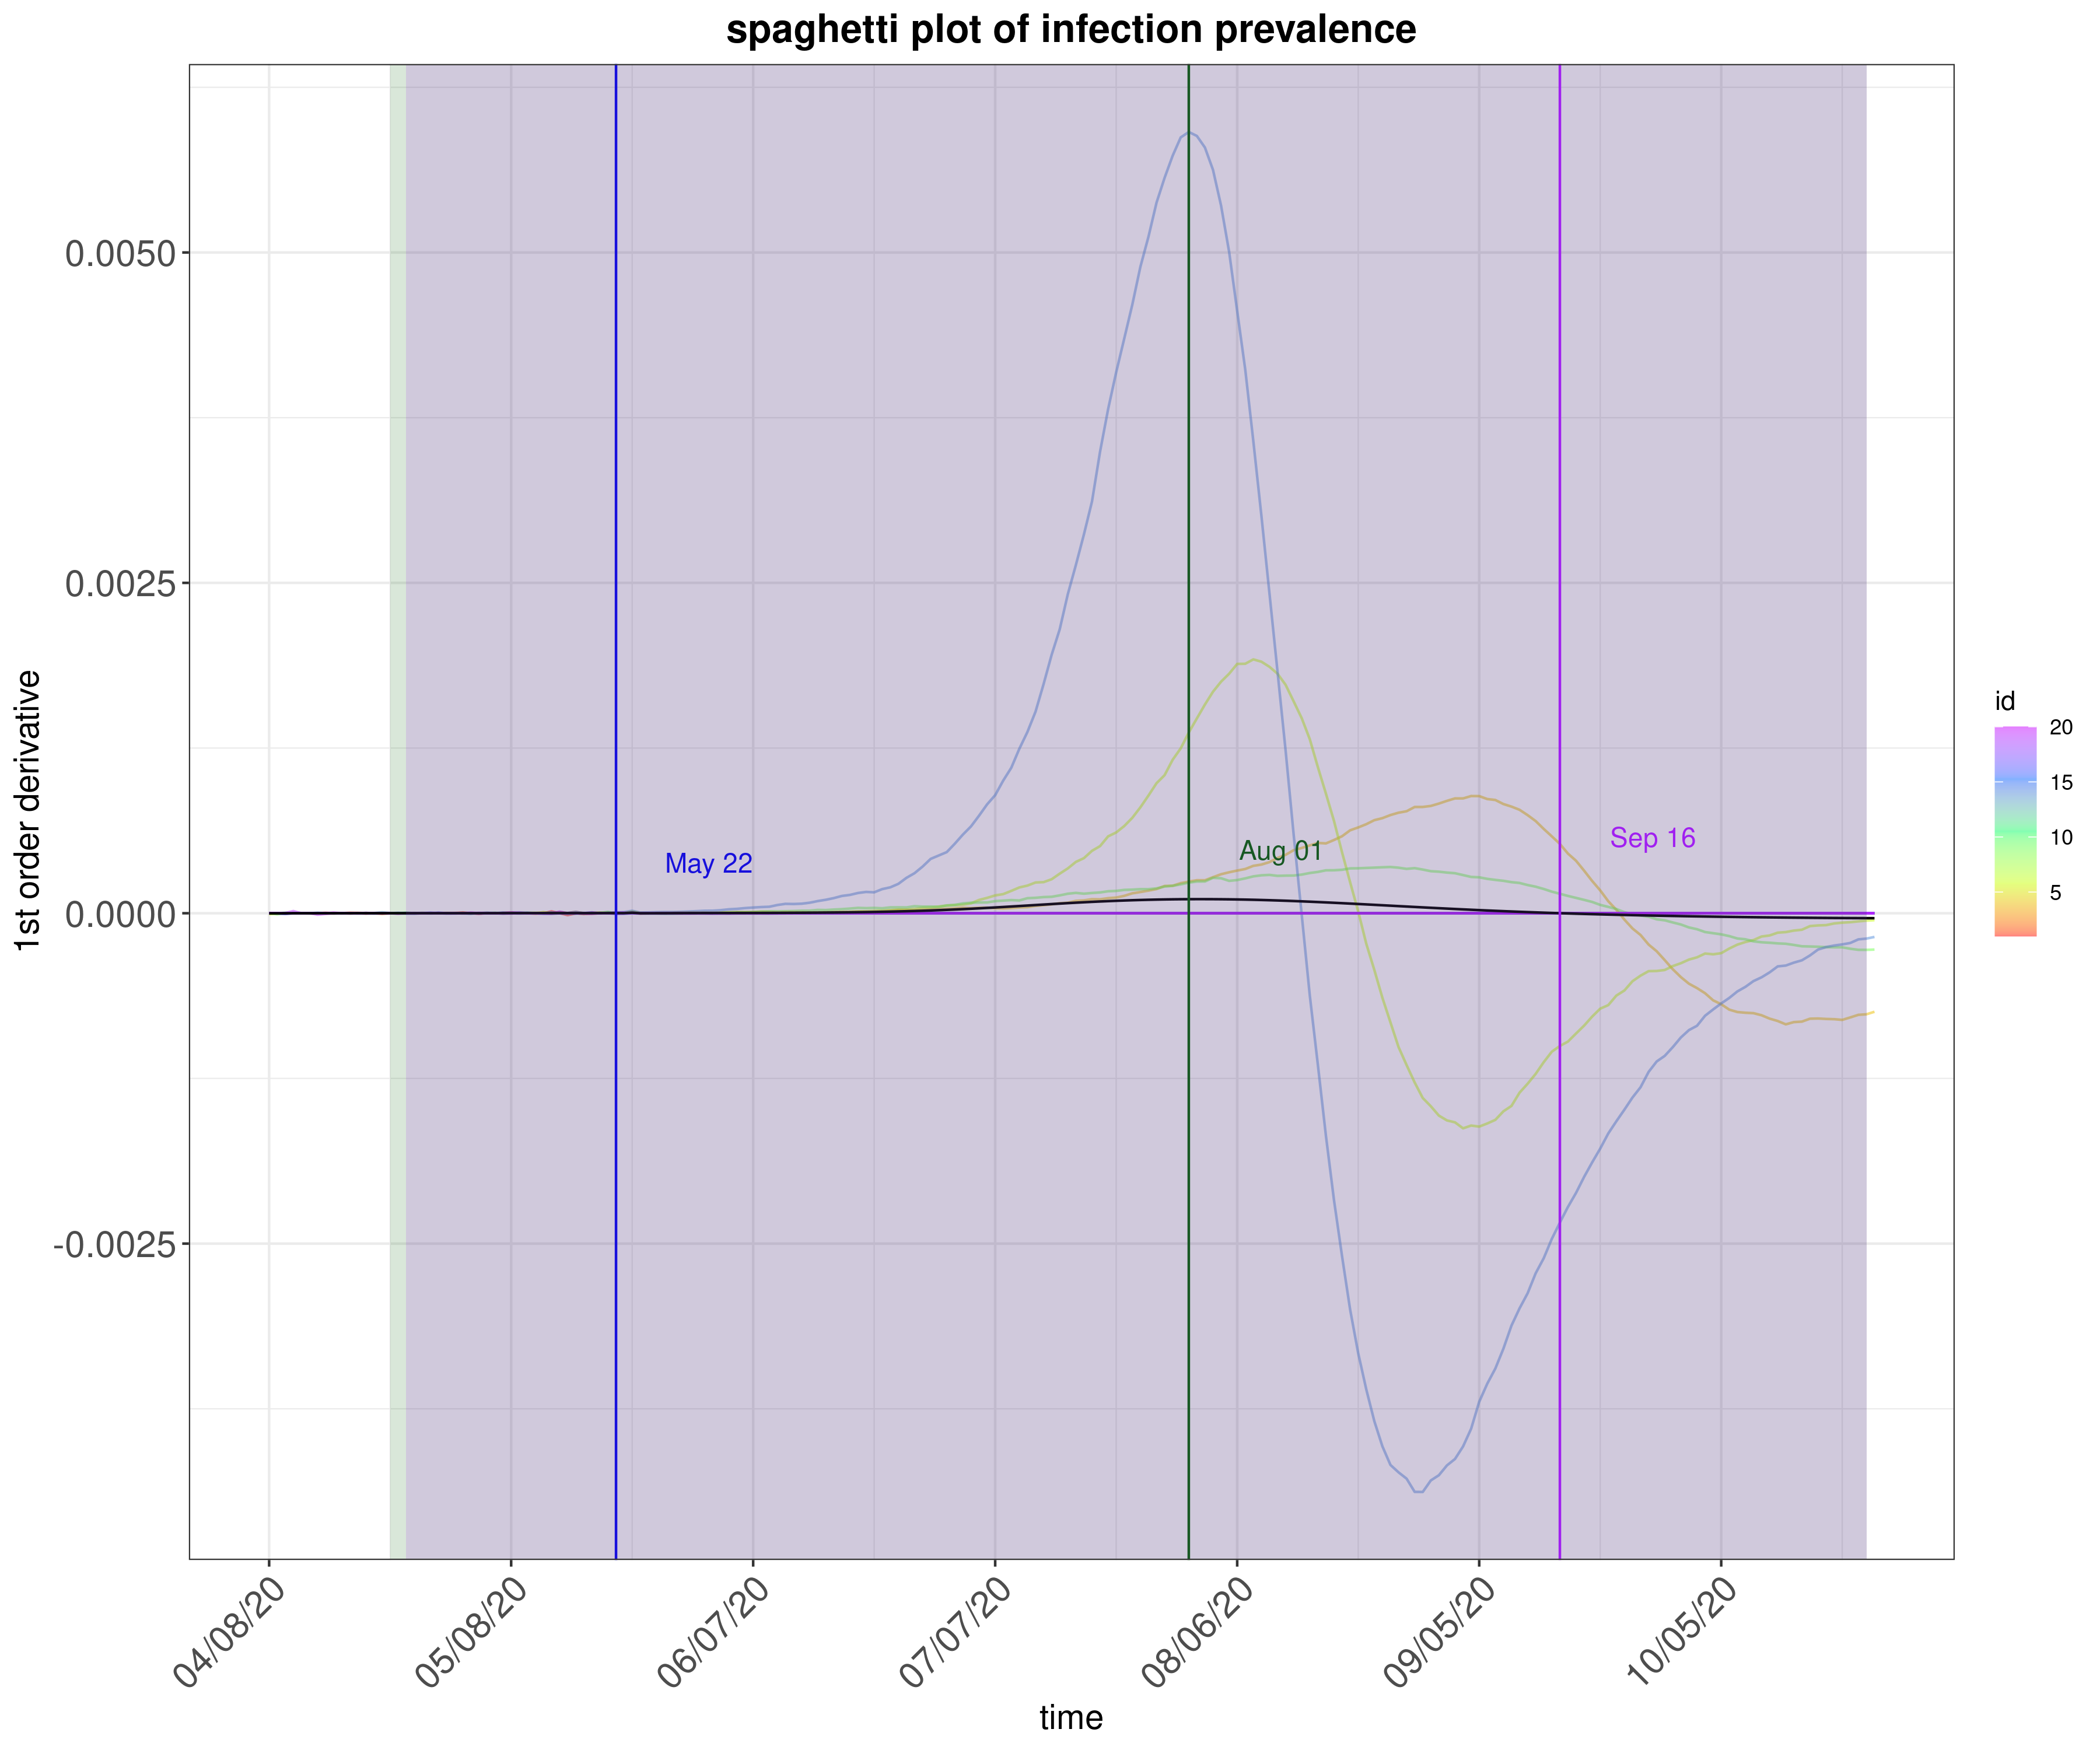 spaghetti plot of infection prevalence
1st order derivative
0.0050
0.0025
0.0000
-0.0025
May 22
Aug 01
Sep 16
04/08/20
05/08/20
06/07/20
07/07/20
08/06/20
09/05/20
10/05/20
time
id
20
15
10
5